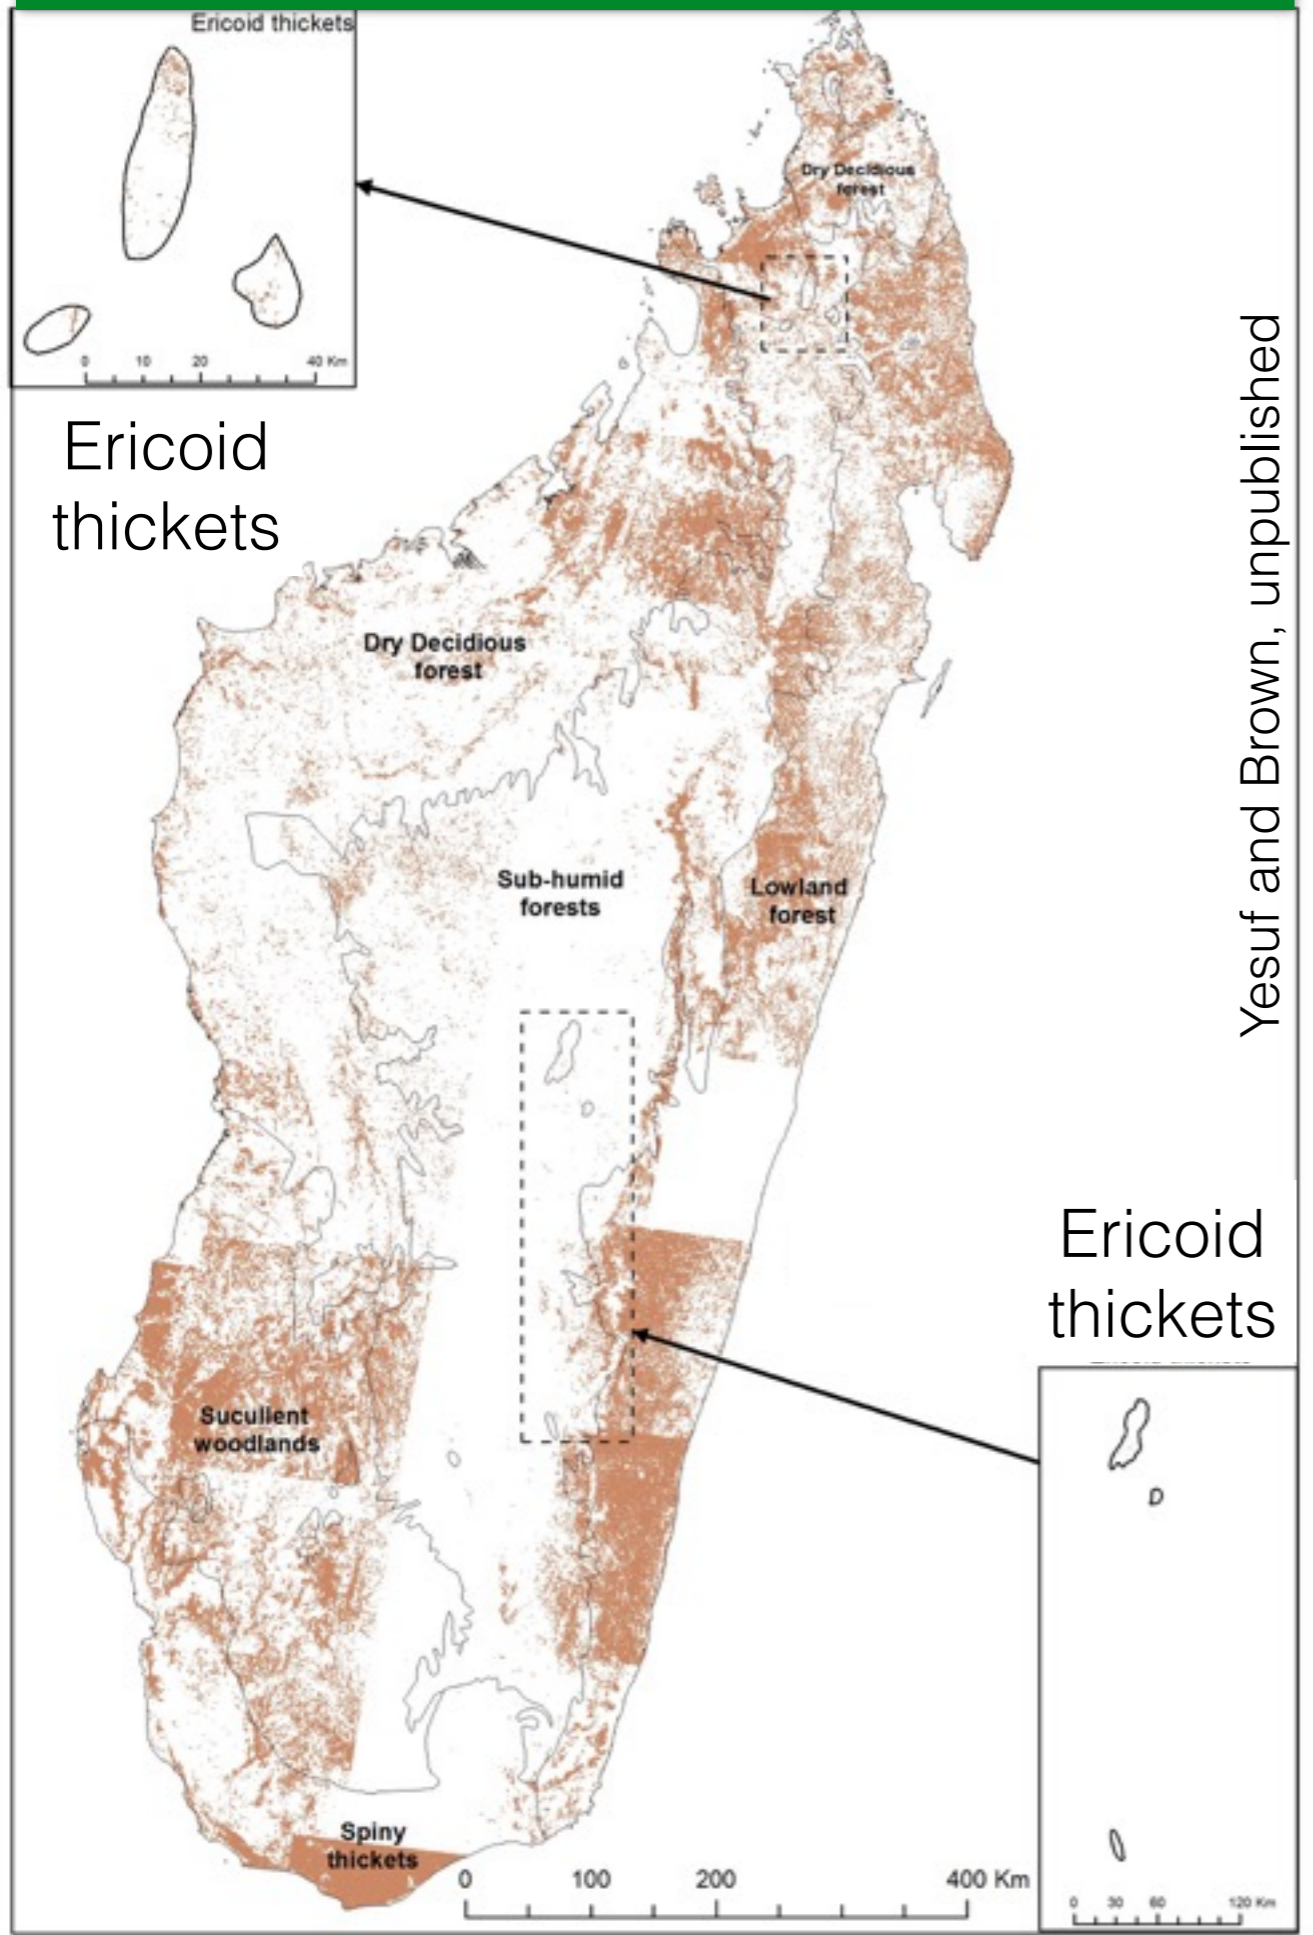 Ericoid thickets
0 10 20 40 Km
Ericoid
thickets
Dry Decidious
forest
Yesuf and Brown, unpublished
Dry Decidious
forest
Sub-humid
forests
Lowland
forest
Ericoid
thickets
Suculent
woodlands
D
Spiny
thickets
0 100 200 400 Km
0 30 60 120 Km